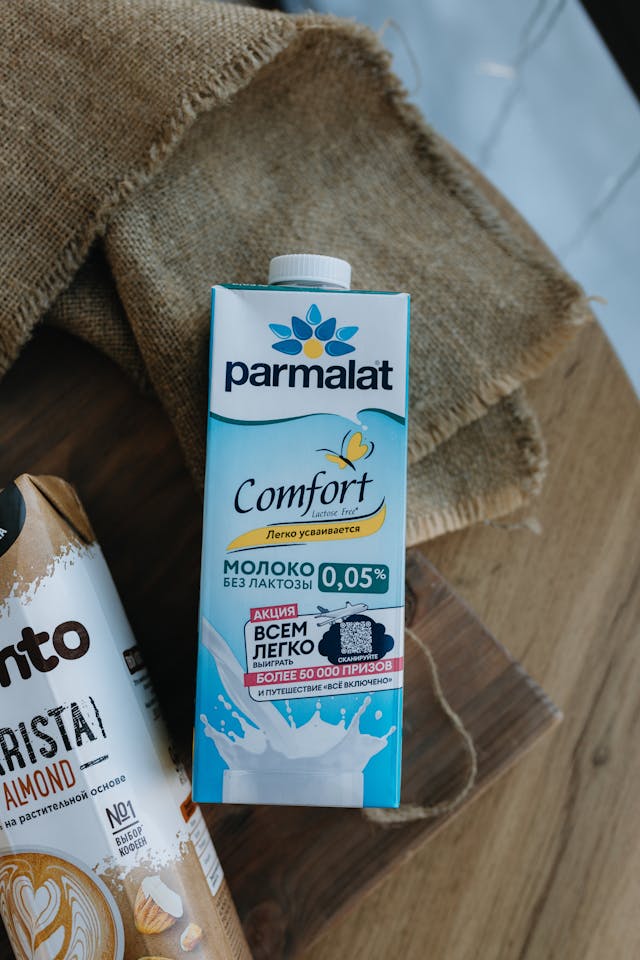 parmalat
Comfort
Lactose Free*
Легко усваивается
МОЛОКО
БЕЗ ЛАКТОЗЫ
0,05%
АКЦИЯ
ВСЕМ
ЛЕГКО
ВЫИГРАТЬ
СКАНИРУЙТЕ
БОЛЕЕ 50 000 ПРИЗОВ
И ПУТЕШЕСТВИЕ «ВСЁ ВКЛЮЧЕНО»
nto
RISTA
ALMOND
на растительной основе
№1
ВЫБОР
КОФЕЕН